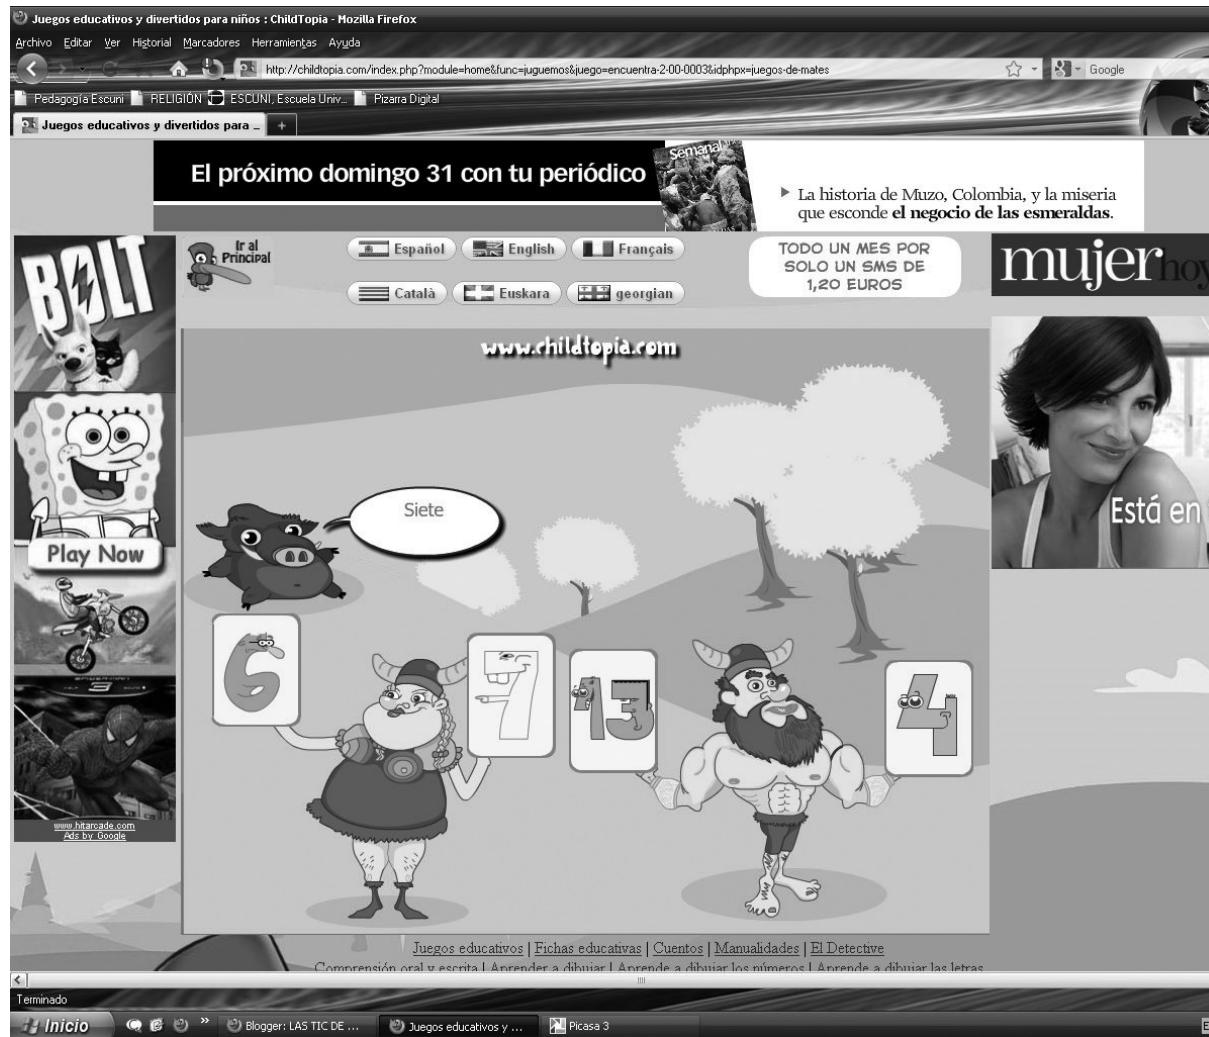 Juegos educativos y divertidos para niños : ChildTopia - Mozilla Firefox
Archivo Editar Ver Historial Marcadores Herramientas Ayuda
http://childtopia.com/index.php?module=home&func=juguemos&juego=encuentra-2-00-0003&idphpx=juegos-de-mates
Google
Pedagogía Escuni RELIGIÓN ESCUNI, Escuela Univ... Pizarra Digital
Juegos educativos y divertidos para ...
El próximo domingo 31 con tu periódico
Semanal
La historia de Muzo, Colombia, y la miseria
que esconde el negocio de las esmeraldas.
BOLT
Ir al
Principal
Español English Français
Català Euskara georgian
TODO UN MES POR
SOLO UN SMS DE
1,20 EUROS
mujerhoy
www.childtopia.com
Está en
Siete
Play Now
6
7
13
4
3
www.hitarcade.com
Ads by Google
Juegos educativos | Fichas educativas | Cuentos | Manualidades | El Detective
Comprensión oral y escrita | Aprender a dibujar | Aprende a dibujar los números | Aprende a dibujar las letras
Terminado
Inicio
Blogger: LAS TIC DE ...
Juegos educativos y ...
Picasa 3